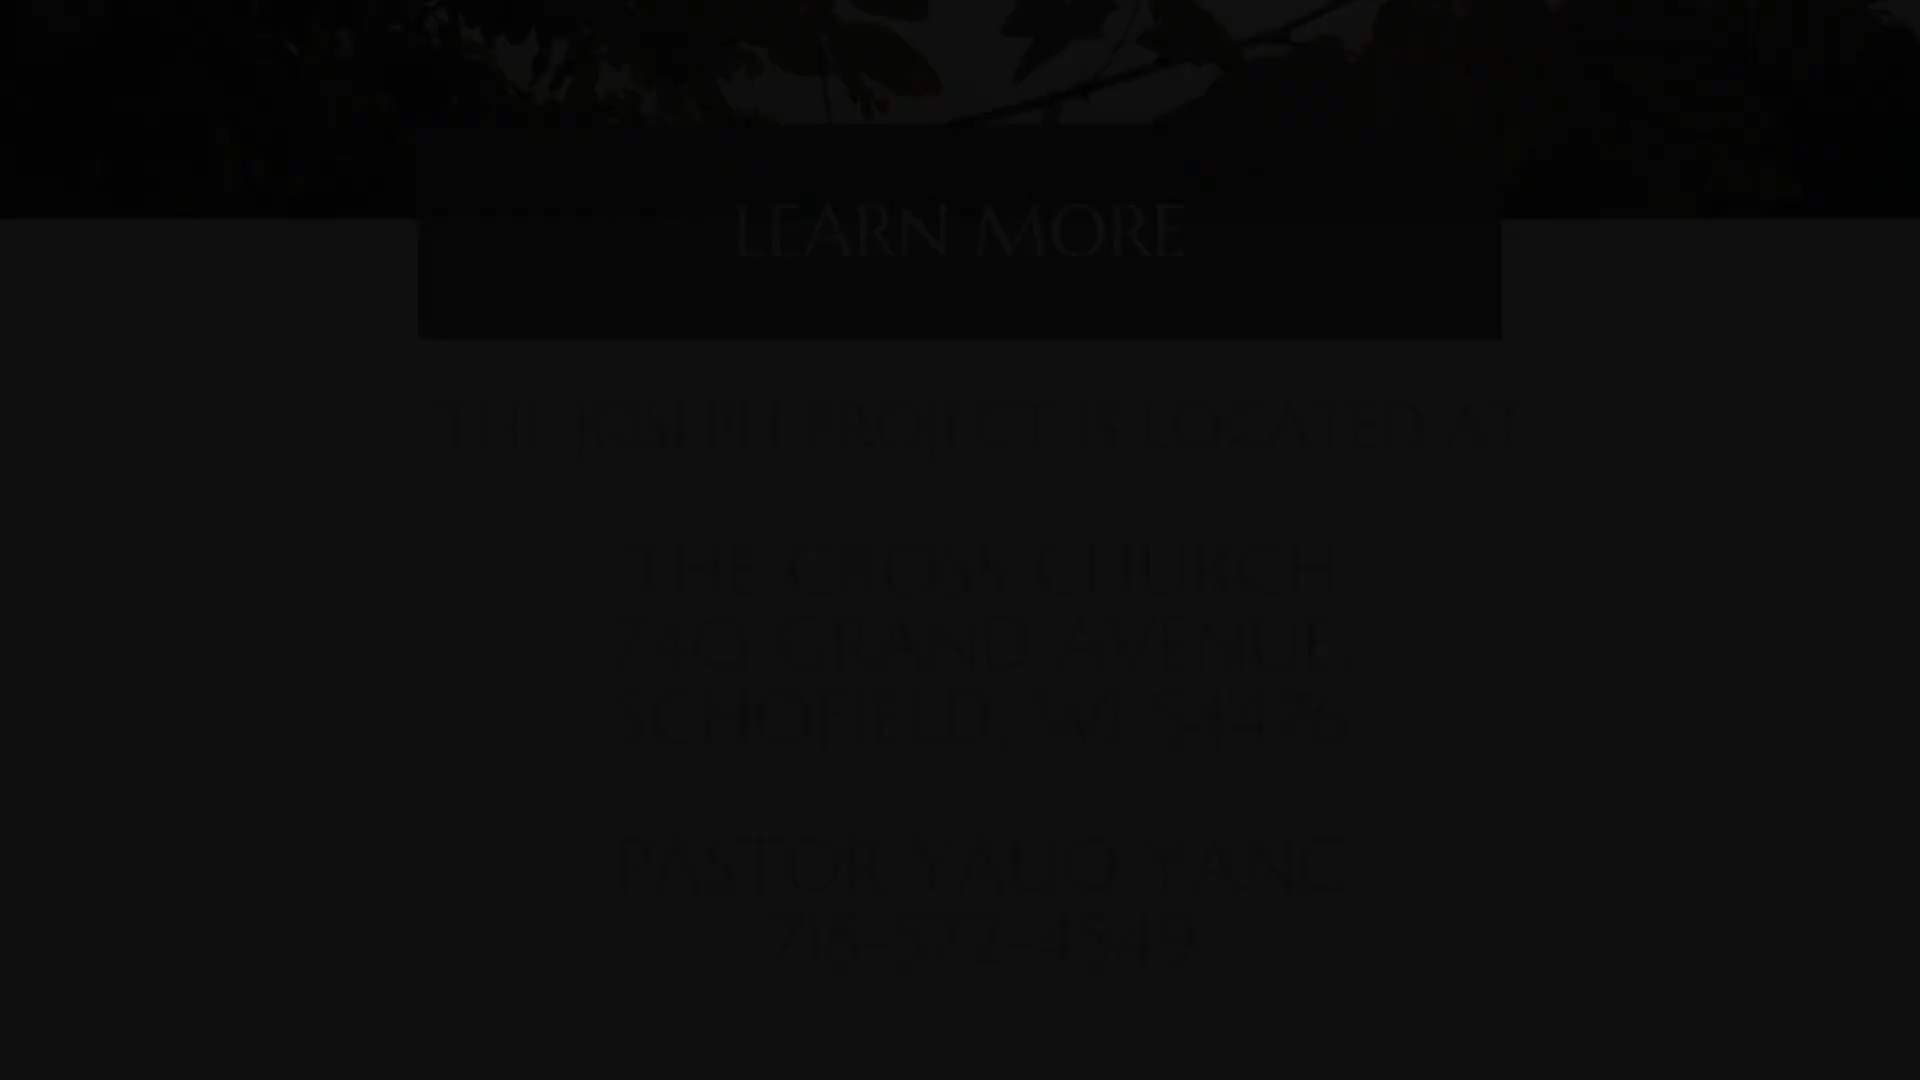 LEARN MORE
THE JOSEPH PROJECT IS LOCATED AT
THE CROSS CHURCH
740 GRAND AVENUE,
SCHOFIELD, WI 54476
PASTOR YAUO YANG
715-572-4549